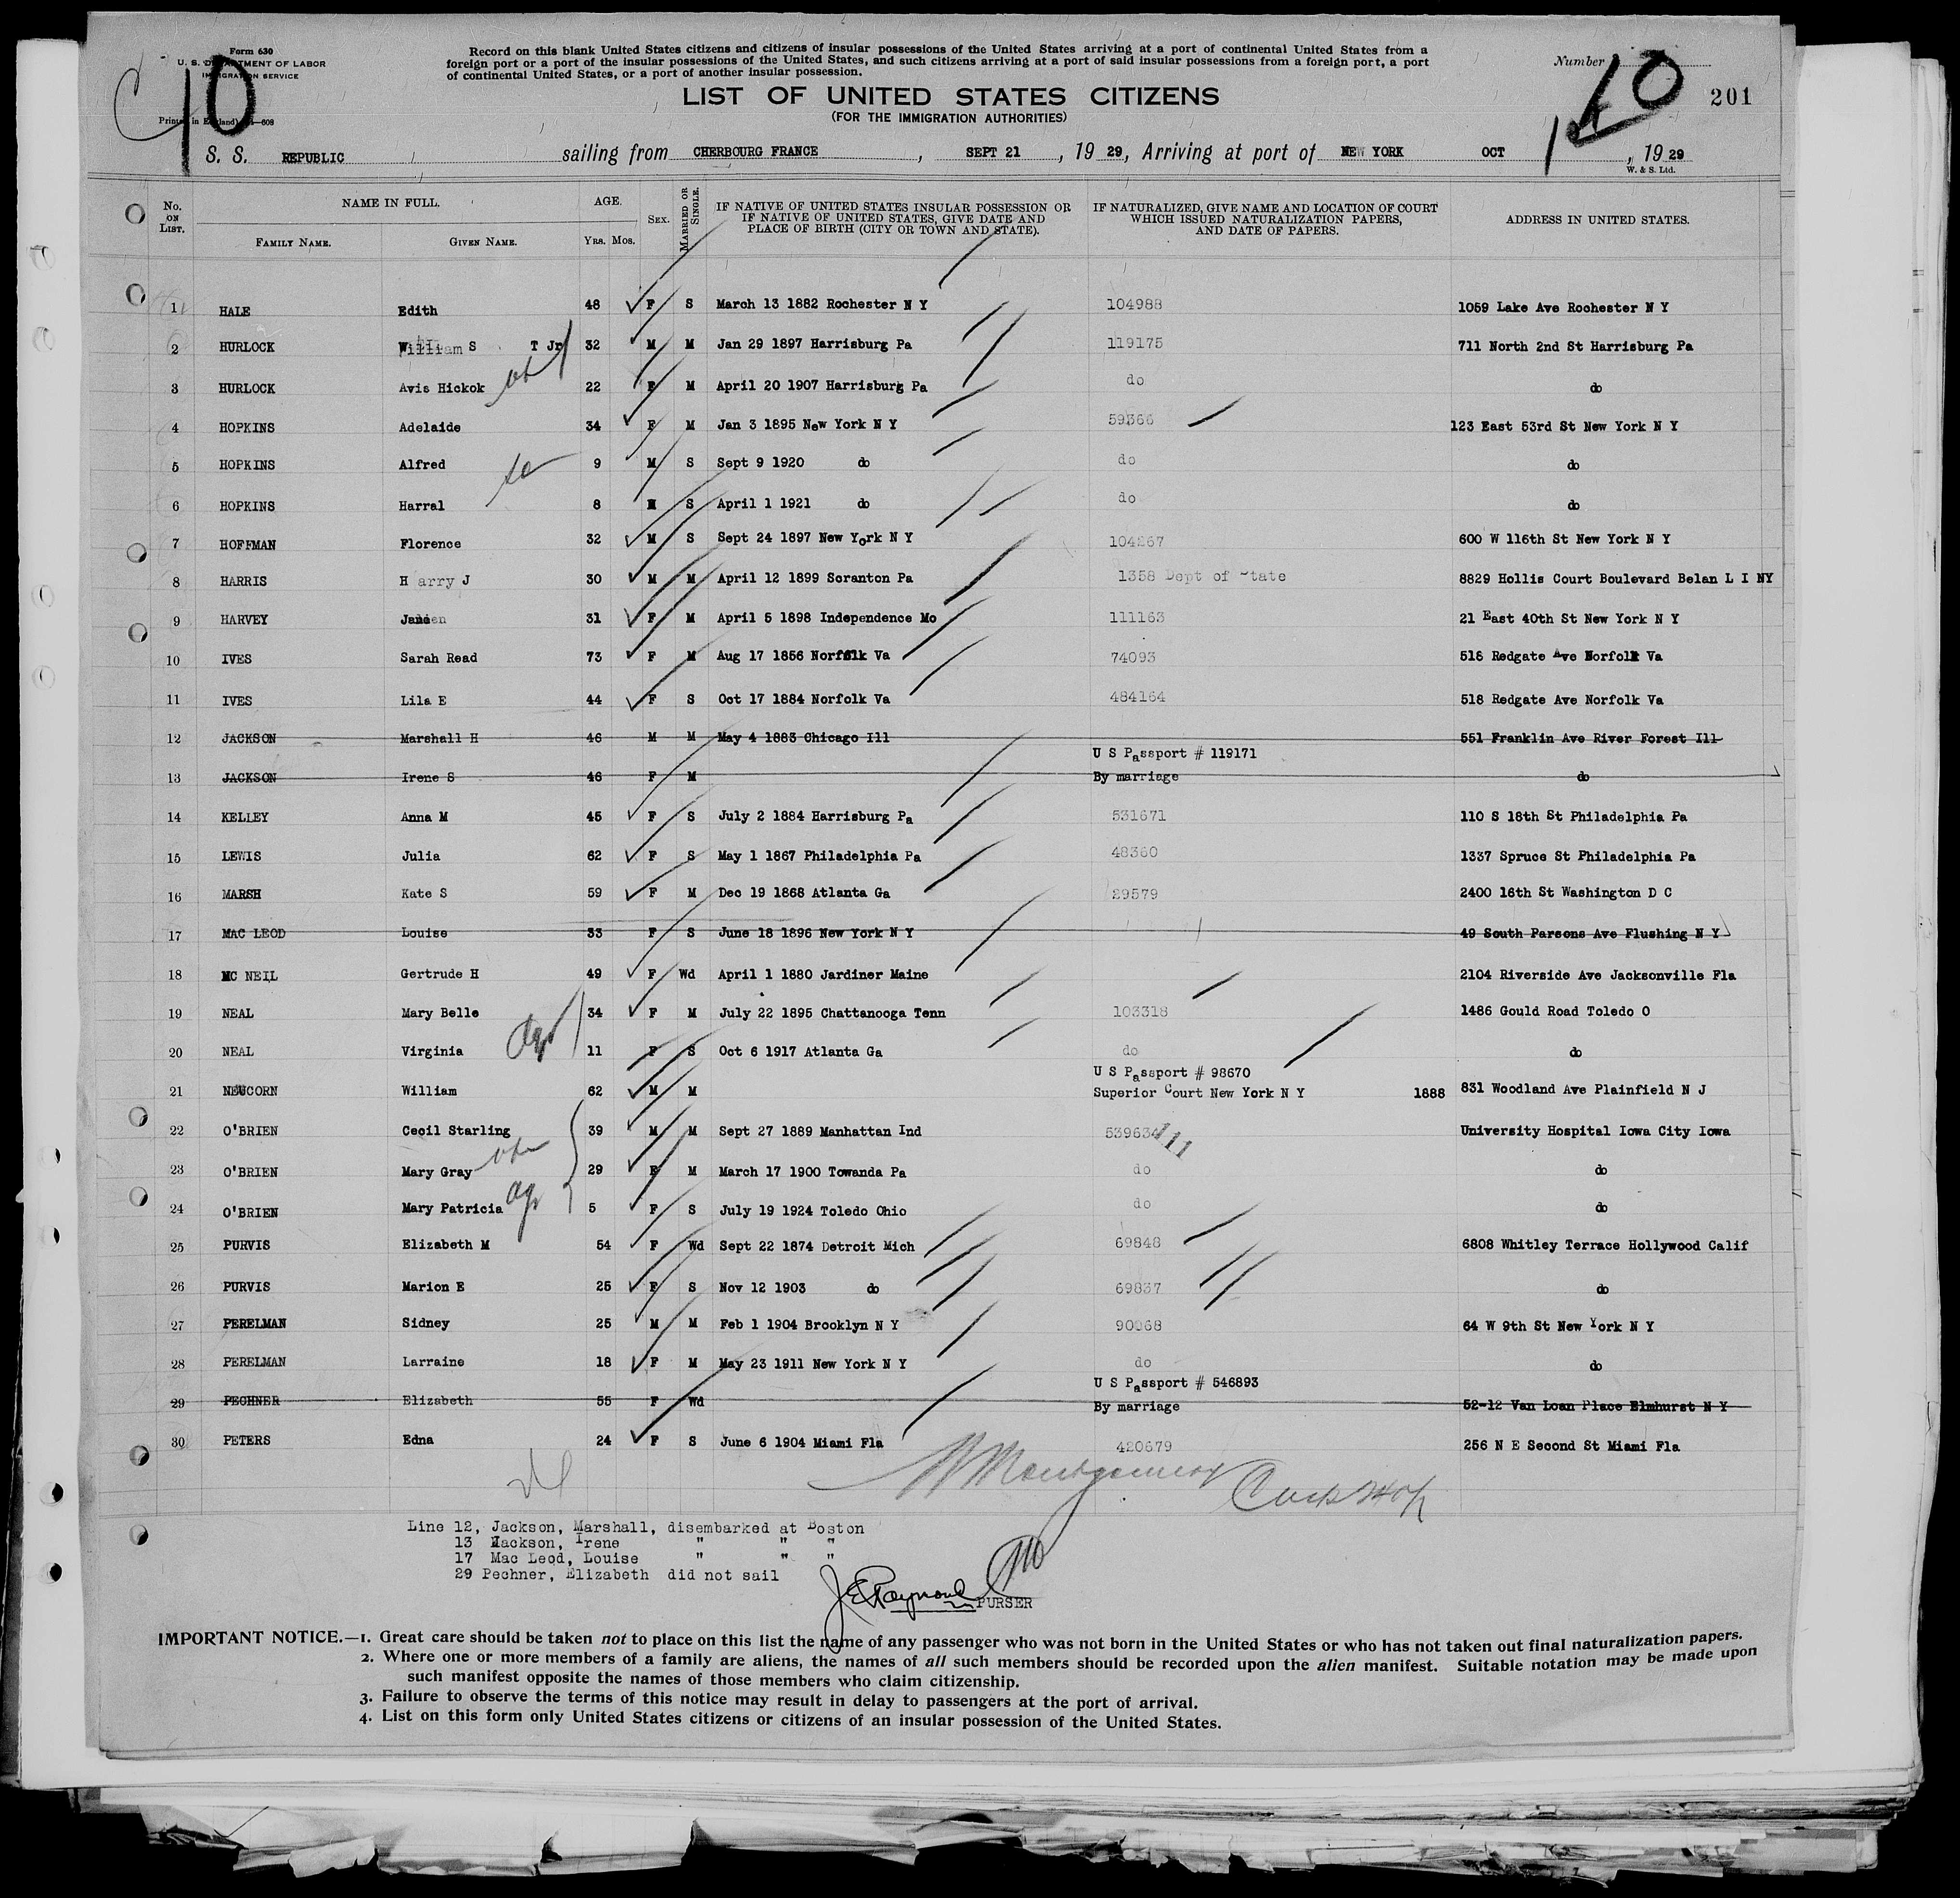 Form 630
U. S. DEPARTMENT OF LABOR
IMMIGRATION SERVICE
Record on this blank United States citizens and citizens of insular possessions of the United States arriving at a port of continental United States from a
foreign port or a port of the insular possessions of the United States, and such citizens arriving at a port of said insular possessions from a foreign port, a port
of continental United States, or a port of another insular possession.
Number
10
10
201
LIST OF UNITED STATES CITIZENS
(FOR THE IMMIGRATION AUTHORITIES)
S. S. REPUBLIC sailing from CHERBOURG FRANCE, SEPT 21, 19 29, Arriving at port of NEW YORK OCT 1, 19 29
W. & S. Ltd.
No. ON LIST. NAME IN FULL. FAMILY NAME. GIVEN NAME. AGE. YRS. MOS. SEX. MARRIED OR SINGLE. IF NATIVE OF UNITED STATES INSULAR POSSESSION OR IF NATIVE OF UNITED STATES, GIVE DATE AND PLACE OF BIRTH (CITY OR TOWN AND STATE). IF NATURALIZED, GIVE NAME AND LOCATION OF COURT WHICH ISSUED NATURALIZATION PAPERS, AND DATE OF PAPERS. ADDRESS IN UNITED STATES.
1 HALE Edith 48 F S March 13 1882 Rochester N Y 104988 1059 Lake Ave Rochester N Y
2 HURLOCK William S T Jr 32 M M Jan 29 1897 Harrisburg Pa 119175 711 North 2nd St Harrisburg Pa
3 HURLOCK Avis Hickok 22 F M April 20 1907 Harrisburg Pa do do
4 HOPKINS Adelaide 34 F M Jan 3 1895 New York N Y 59366 123 East 53rd St New York N Y
5 HOPKINS Alfred 9 M S Sept 9 1920 do do do
6 HOPKINS Harral 8 M S April 1 1921 do do do
7 HOFFMAN Florence 32 M S Sept 24 1897 New York N Y 104267 600 W 116th St New York N Y
8 HARRIS Harry J 30 M M April 12 1899 Scranton Pa 1358 Dept of State 8829 Hollis Court Boulevard Belan L I NY
9 HARVEY 31 F M April 5 1898 Independence Mo 111163 21 East 40th St New York N Y
10 IVES Sarah Read 73 F M Aug 17 1856 Norfolk Va 74093 518 Redgate Ave Norfolk Va
11 IVES Lila E 44 F S Oct 17 1884 Norfolk Va 484164 518 Redgate Ave Norfolk Va
12 JACKSON Marshall H 46 M M May 4 1883 Chicago Ill 551 Franklin Ave River Forest Ill
U S Passport # 119171
13 JACKSON Irene S 46 F M By marriage do
14 KELLEY Anna M 45 F S July 2 1884 Harrisburg Pa 531671 110 S 18th St Philadelphia Pa
15 LEWIS Julia 62 F S May 1 1867 Philadelphia Pa 48360 1337 Spruce St Philadelphia Pa
16 MARSH Kate S 59 F M Dec 19 1868 Atlanta Ga 29579 2400 16th St Washington D C
17 MAC LEOD Louise 33 F S June 18 1896 New York N Y 49 South Parsons Ave Flushing N Y
18 MC NEIL Gertrude H 49 F Wd April 1 1880 Jardiner Maine 2104 Riverside Ave Jacksonville Fla
19 NEAL Mary Belle 34 F M July 22 1895 Chattanooga Tenn 103318 1486 Gould Road Toledo O
20 NEAL Virginia 11 F S Oct 6 1917 Atlanta Ga do do
U S Passport # 98670
21 NEUCORN William 62 M M Superior Court New York N Y 1888 831 Woodland Ave Plainfield N J
22 O'BRIEN Cecil Starling 39 M M Sept 27 1889 Manhattan Ind 539634 University Hospital Iowa City Iowa
23 O'BRIEN Mary Gray 29 F M March 17 1900 Towanda Pa do do
24 O'BRIEN Mary Patricia 5 F S July 19 1924 Toledo Ohio do do
25 PURVIS Elizabeth M 54 F Wd Sept 22 1874 Detroit Mich 69848 6808 Whitley Terrace Hollywood Calif
26 PURVIS Marion E 25 F S Nov 12 1903 do 69837 do
27 PERELMAN Sidney 25 M M Feb 1 1904 Brooklyn N Y 90068 64 W 9th St New York N Y
28 PERELMAN Larraine 18 F M May 23 1911 New York N Y do do
U S Passport # 546893
29 PECHNER Elizabeth 55 F Wd By marriage 52-12 Van Loan Place Elmhurst N Y
30 PETERS Edna 24 F S June 6 1904 Miami Fla 420679 256 N E Second St Miami Fla
Line 12, Jackson, Marshall, disembarked at Boston
13 Jackson, Irene " " "
17 Mac Leod, Louise " " "
29 Pechner, Elizabeth did not sail
PURSER
IMPORTANT NOTICE.—1. Great care should be taken not to place on this list the name of any passenger who was not born in the United States or who has not taken out final naturalization papers.
2. Where one or more members of a family are aliens, the names of all such members should be recorded upon the alien manifest. Suitable notation may be made upon
such manifest opposite the names of those members who claim citizenship.
3. Failure to observe the terms of this notice may result in delay to passengers at the port of arrival.
4. List on this form only United States citizens or citizens of an insular possession of the United States.